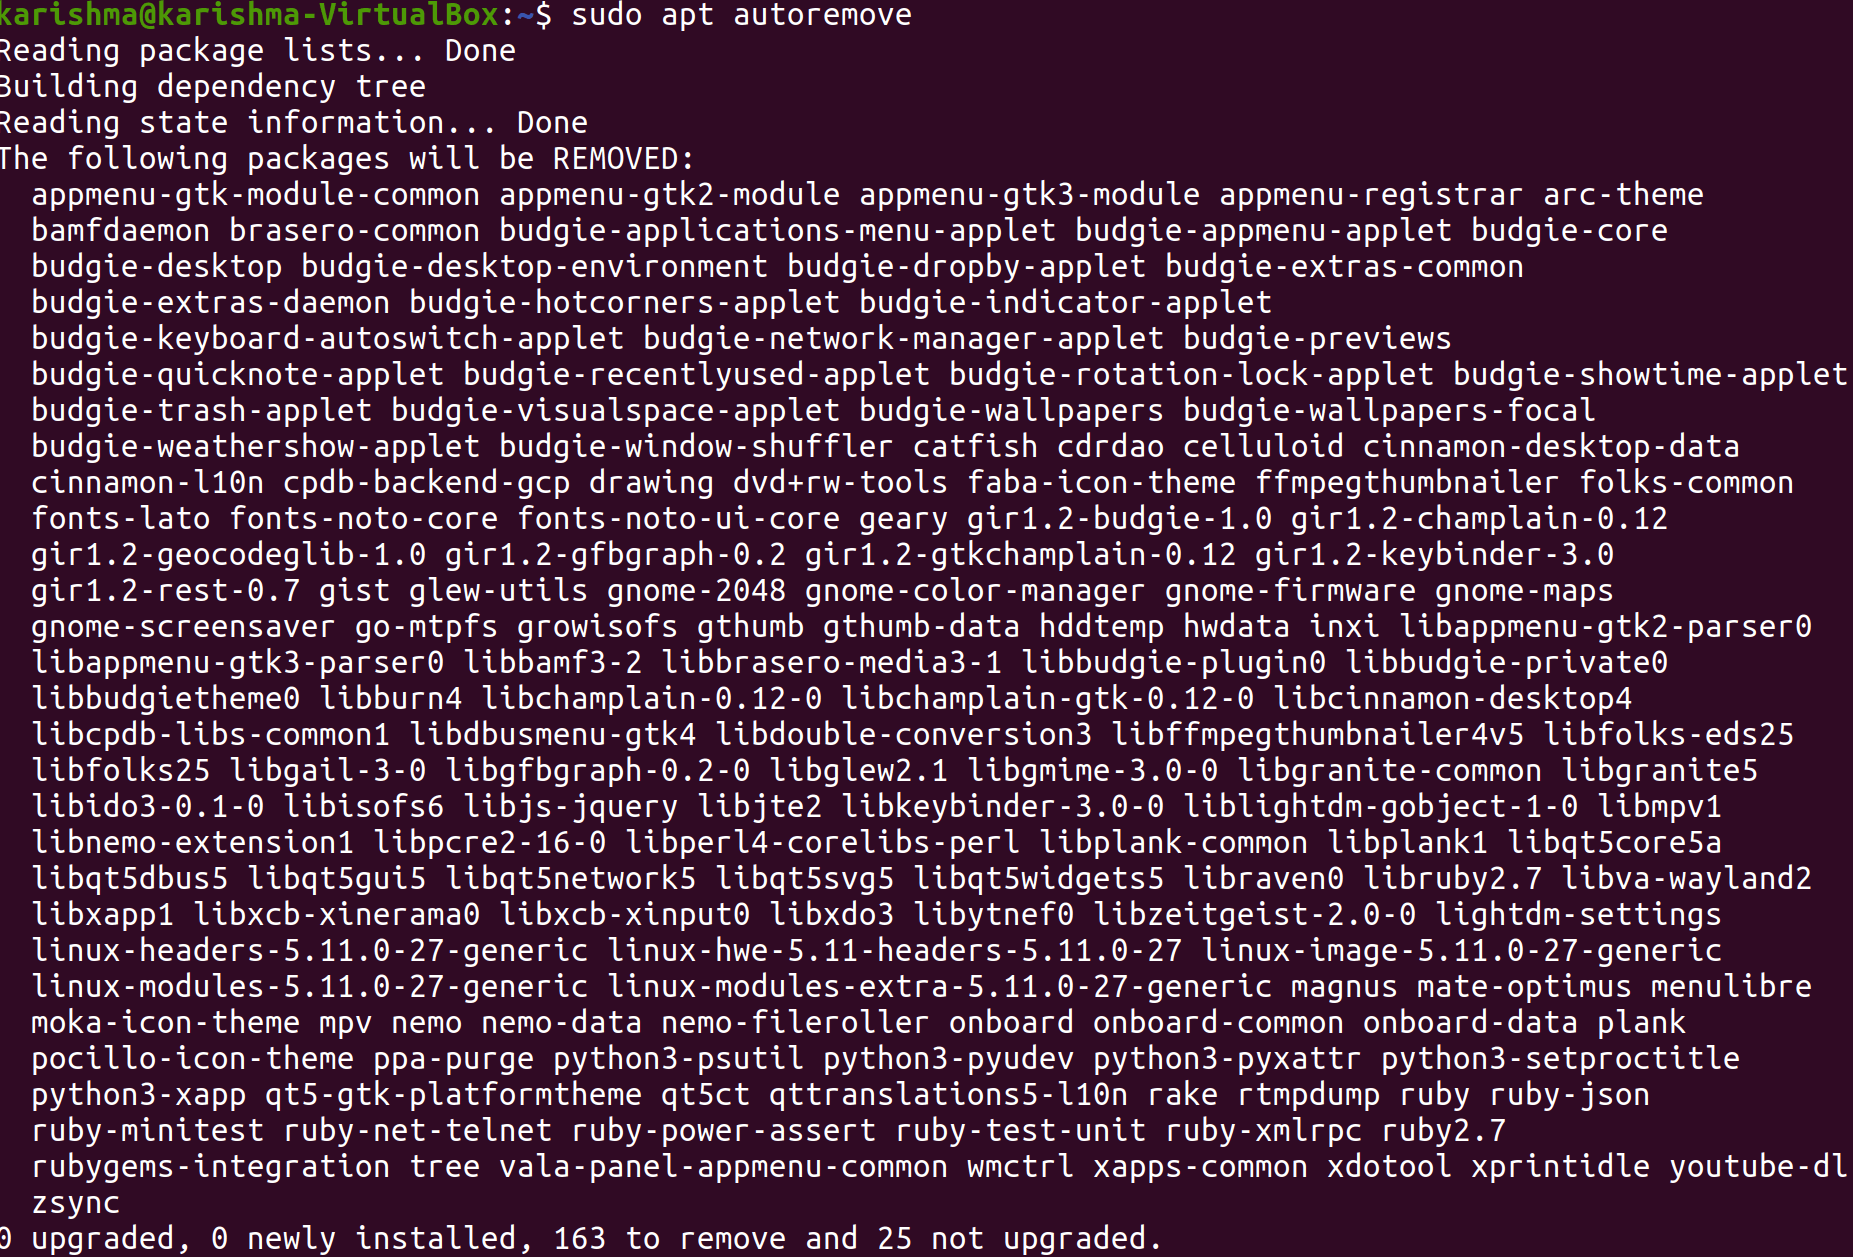 karishma@karishma-VirtualBox:~$ sudo apt autoremove
Reading package lists... Done
Building dependency tree
Reading state information... Done
The following packages will be REMOVED:
  appmenu-gtk-module-common appmenu-gtk2-module appmenu-gtk3-module appmenu-registrar arc-theme
  bamfdaemon brasero-common budgie-applications-menu-applet budgie-appmenu-applet budgie-core
  budgie-desktop budgie-desktop-environment budgie-dropby-applet budgie-extras-common
  budgie-extras-daemon budgie-hotcorners-applet budgie-indicator-applet
  budgie-keyboard-autoswitch-applet budgie-network-manager-applet budgie-previews
  budgie-quicknote-applet budgie-recentlyused-applet budgie-rotation-lock-applet budgie-showtime-applet
  budgie-trash-applet budgie-visualspace-applet budgie-wallpapers budgie-wallpapers-focal
  budgie-weathershow-applet budgie-window-shuffler catfish cdrdao celluloid cinnamon-desktop-data
  cinnamon-l10n cpdb-backend-gcp drawing dvd+rw-tools faba-icon-theme ffmpegthumbnailer folks-common
  fonts-lato fonts-noto-core fonts-noto-ui-core geary gir1.2-budgie-1.0 gir1.2-champlain-0.12
  gir1.2-geocodeglib-1.0 gir1.2-gfbgraph-0.2 gir1.2-gtkchamplain-0.12 gir1.2-keybinder-3.0
  gir1.2-rest-0.7 gist glew-utils gnome-2048 gnome-color-manager gnome-firmware gnome-maps
  gnome-screensaver go-mtpfs growisofs gthumb gthumb-data hddtemp hwdata inxi libappmenu-gtk2-parser0
  libappmenu-gtk3-parser0 libbamf3-2 libbrasero-media3-1 libbudgie-plugin0 libbudgie-private0
  libbudgietheme0 libburn4 libchamplain-0.12-0 libchamplain-gtk-0.12-0 libcinnamon-desktop4
  libcpdb-libs-common1 libdbusmenu-gtk4 libdouble-conversion3 libffmpegthumbnailer4v5 libfolks-eds25
  libfolks25 libgail-3-0 libgfbgraph-0.2-0 libglew2.1 libgmime-3.0-0 libgranite-common libgranite5
  libido3-0.1-0 libisofs6 libjs-jquery libjte2 libkeybinder-3.0-0 liblightdm-gobject-1-0 libmpv1
  libnemo-extension1 libpcre2-16-0 libperl4-corelibs-perl libplank-common libplank1 libqt5core5a
  libqt5dbus5 libqt5gui5 libqt5network5 libqt5svg5 libqt5widgets5 libraven0 libruby2.7 libva-wayland2
  libxapp1 libxcb-xinerama0 libxcb-xinput0 libxdo3 libytnef0 libzeitgeist-2.0-0 lightdm-settings
  linux-headers-5.11.0-27-generic linux-hwe-5.11-headers-5.11.0-27 linux-image-5.11.0-27-generic
  linux-modules-5.11.0-27-generic linux-modules-extra-5.11.0-27-generic magnus mate-optimus menulibre
  moka-icon-theme mpv nemo nemo-data nemo-fileroller onboard onboard-common onboard-data plank
  pocillo-icon-theme ppa-purge python3-psutil python3-pyudev python3-pyxattr python3-setproctitle
  python3-xapp qt5-gtk-platformtheme qt5ct qttranslations5-l10n rake rtmpdump ruby ruby-json
  ruby-minitest ruby-net-telnet ruby-power-assert ruby-test-unit ruby-xmlrpc ruby2.7
  rubygems-integration tree vala-panel-appmenu-common wmctrl xapps-common xdotool xprintidle youtube-dl
  zsync
0 upgraded, 0 newly installed, 163 to remove and 25 not upgraded.